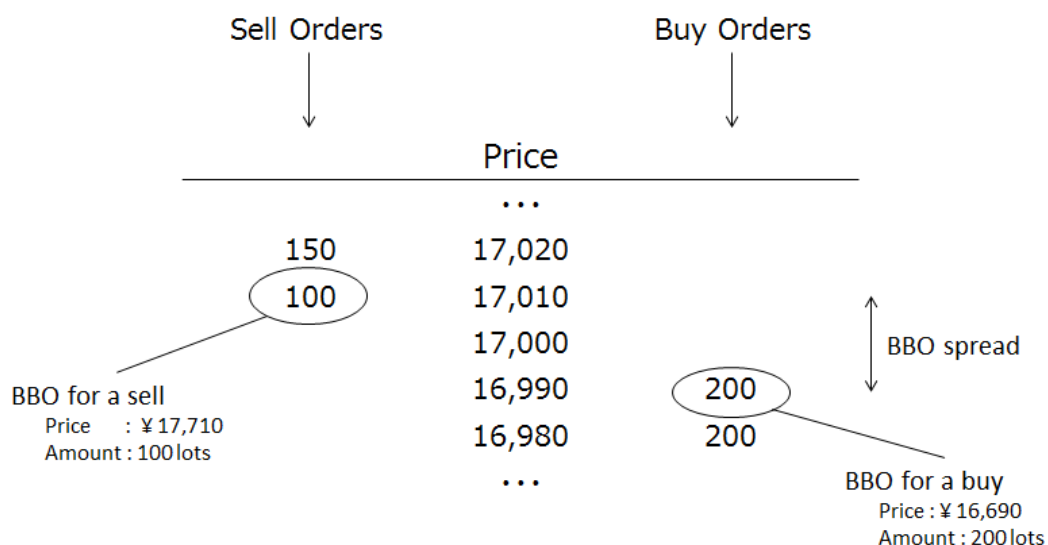 Sell Orders Buy Orders
Price
...
150 17,020
100 17,010
17,000
BBO spread
16,990 200
BBO for a sell
Price : ¥ 17,710
Amount : 100 lots
16,980 200
...
BBO for a buy
Price : ¥ 16,690
Amount : 200 lots